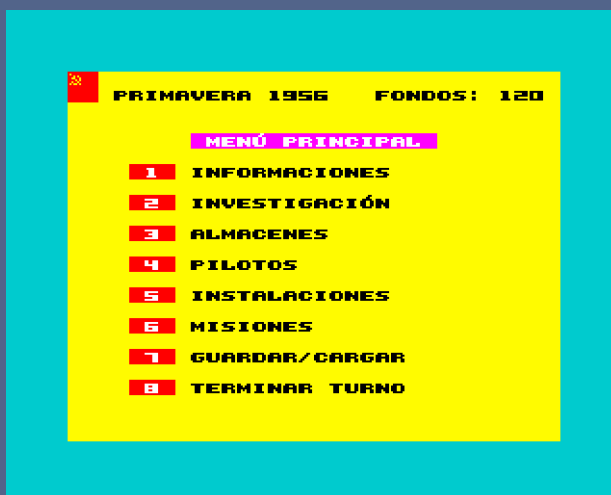 PRIMAVERA 1956 FONDOS: 120
MENÚ PRINCIPAL
1 INFORMACIONES
2 INVESTIGACIÓN
3 ALMACENES
4 PILOTOS
5 INSTALACIONES
6 MISIONES
7 GUARDAR/CARGAR
8 TERMINAR TURNO